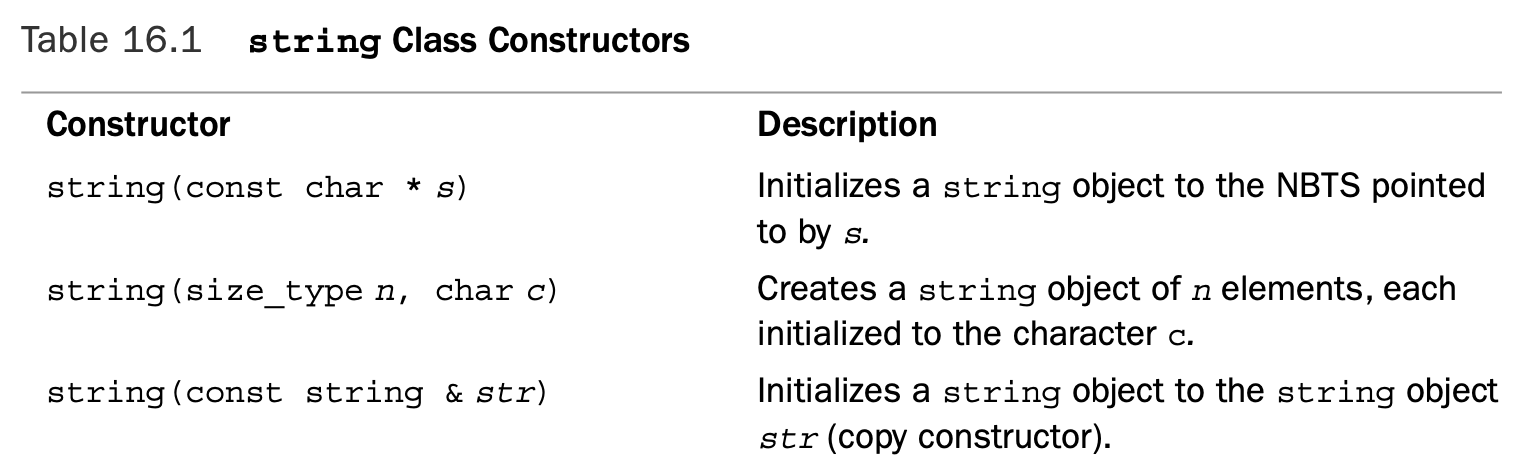 Table 16.1 string Class Constructors
Constructor Description
string(const char * s) Initializes a string object to the NBTS pointed
to by s.
string(size_type n, char c) Creates a string object of n elements, each
initialized to the character c.
string(const string & str) Initializes a string object to the string object
str (copy constructor).